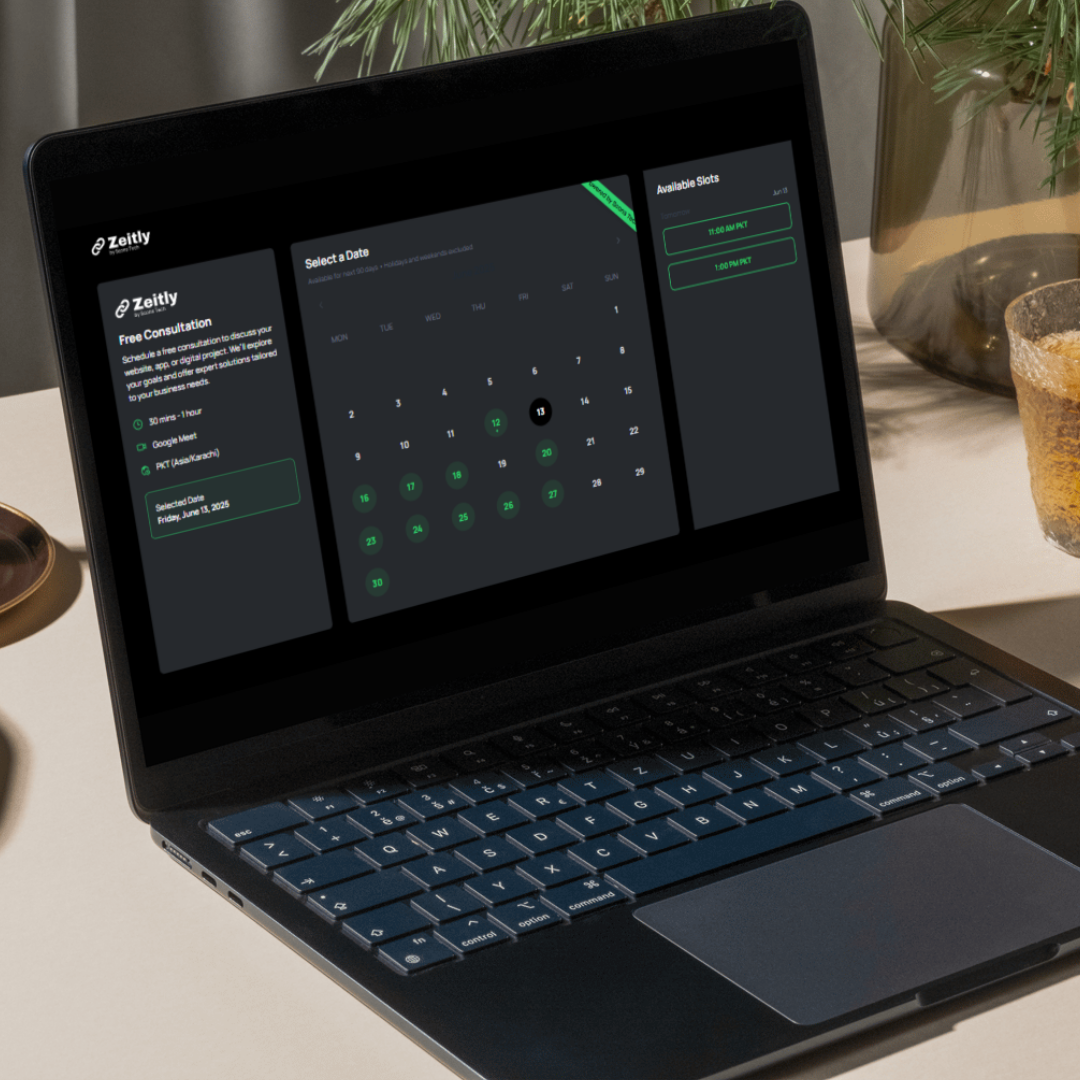 Zeitly
by Scona Tech
Zeitly
by Scona Tech
Free Consultation
Schedule a free consultation to discuss your
website, app, or digital project. We'll explore
your goals and offer expert solutions tailored
to your business needs.
30 mins - 1 hour
Google Meet
PKT (Asia/Karachi)
Selected Date
Friday, June 13, 2025
Select a Date
Available for next 30 days • Holidays and weekends excluded
MON TUE WED THU FRI SAT SUN
1
2 3 4 5 6 7 8
9 10 11 12 13 14 15
16 17 18 19 20 21 22
23 24 25 26 27 28 29
30
Available Slots
Jun 13
11:00 AM PKT
1:00 PM PKT
esc
Q W E R T Z U I O P
A S D F G H J K L
Y X C V B N M
fn control option command command option